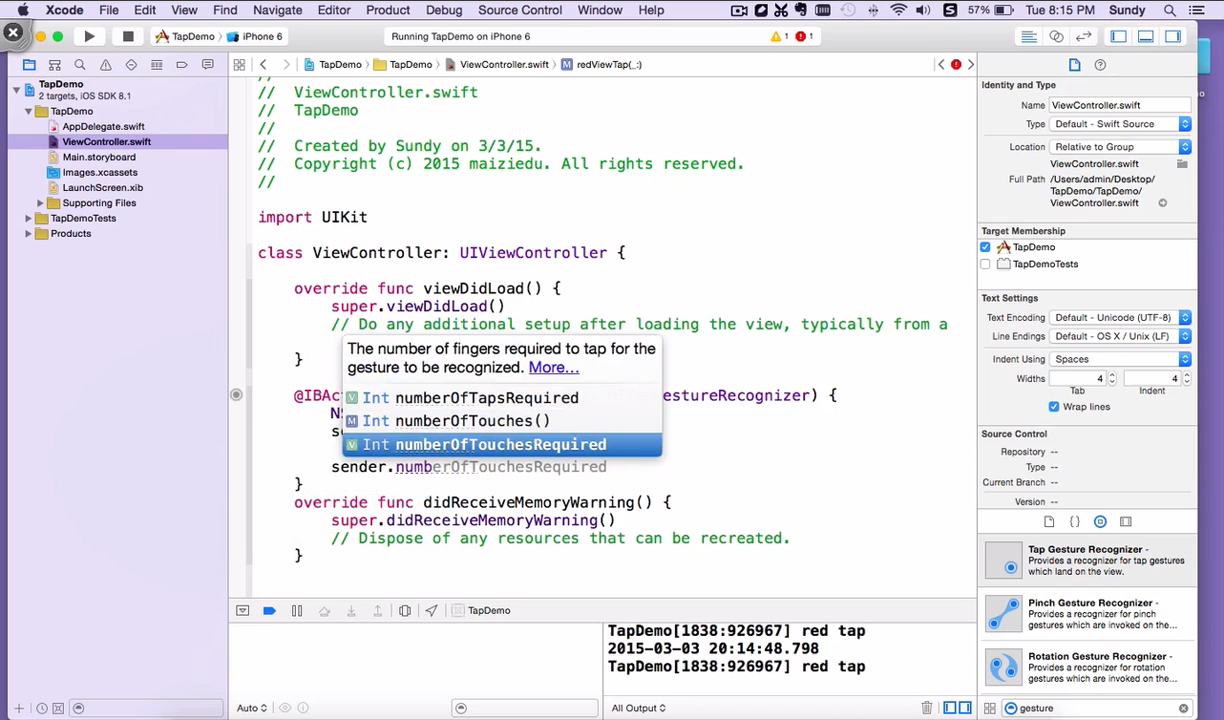 Xcode File Edit View Find Navigate Editor Product Debug Source Control Window Help 57% Tue 8:15 PM Sundy
TapDemo iPhone 6 Running TapDemo on iPhone 6 1 1
TapDemo TapDemo ViewController.swift redViewTap(_:)
TapDemo
2 targets, iOS SDK 8.1
TapDemo
AppDelegate.swift
ViewController.swift
Main.storyboard
Images.xcassets
LaunchScreen.xib
Supporting Files
TapDemoTests
Products
//
// ViewController.swift
// TapDemo
//
// Created by Sundy on 3/3/15.
// Copyright (c) 2015 maiziedu. All rights reserved.
//
import UIKit
class ViewController: UIViewController {
override func viewDidLoad() {
super.viewDidLoad()
// Do any additional setup after loading the view, typically from a
}
The number of fingers required to tap for the
gesture to be recognized. More...
Int numberOfTapsRequired
Int numberOfTouches()
Int numberOfTouchesRequired
@IBAc
estureRecognizer) {
sender.numberOfTouchesRequired
}
override func didReceiveMemoryWarning() {
super.didReceiveMemoryWarning()
// Dispose of any resources that can be recreated.
}
TapDemo
TapDemo[1838:926967] red tap
2015-03-03 20:14:48.798
TapDemo[1838:926967] red tap
Auto
All Output
Identity and Type
Name ViewController.swift
Type Default - Swift Source
Location Relative to Group
ViewController.swift
Full Path /Users/admin/Desktop/
TapDemo/TapDemo/
ViewController.swift
Target Membership
TapDemo
TapDemoTests
Text Settings
Text Encoding Default - Unicode (UTF-8)
Line Endings Default - OS X / Unix (LF)
Indent Using Spaces
Widths 4 4
Tab Indent
Wrap lines
Source Control
Repository --
Type --
Current Branch --
Version --
Tap Gesture Recognizer -
Provides a recognizer for tap gestures
which land on the view.
Pinch Gesture Recognizer -
Provides a recognizer for pinch
gestures which are invoked on the...
Rotation Gesture Recognizer -
Provides a recognizer for rotation
gestures which are invoked on the...
gesture